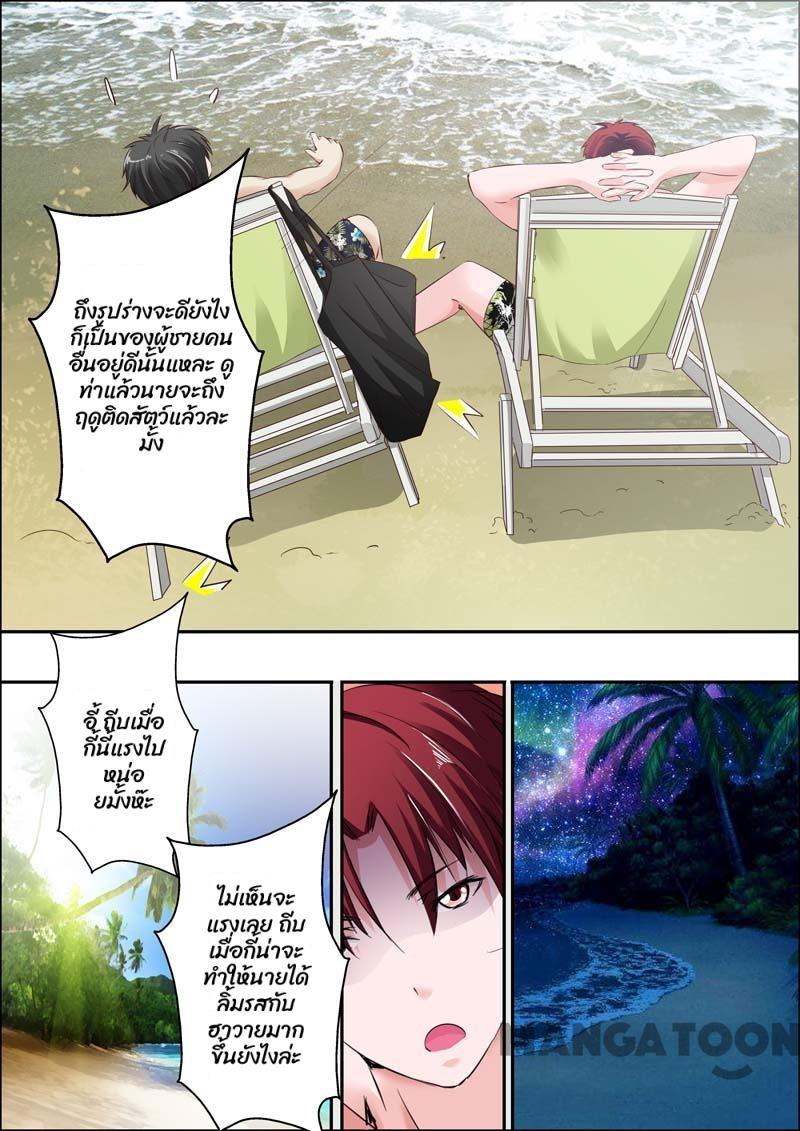 ถึงรูปร่างจะดียังไง
ก็เป็นของผู้ชายคน
อื่นอยู่ดีนั้นแหละ ดู
ท่าแล้วนายจะถึง
ฤดูติดสัตว์แล้วละ
มั้ง
อี้ ถีบเมื่อ
กี้นี้แรงไป
หน่อ
ยมั้งห๊ะ
ไม่เห็นจะ
แรงเลย ถีบ
เมื่อกี้น่าจะ
ทำให้นายได้
ลิ้มรสกับ
ฮาวายมาก
ขึ้นยังไงล่ะ
MANGATOON